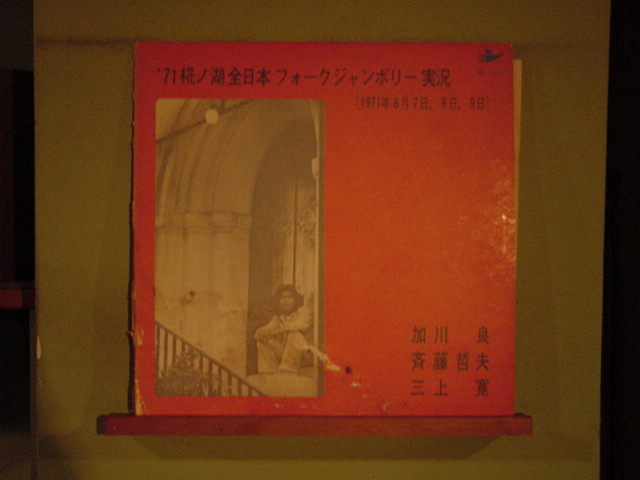 '71椛ノ湖全日本フォークジャンボリー実況
(1971年8月7日, 8日, 9日)
加川 良
斉藤哲夫
三上 寛